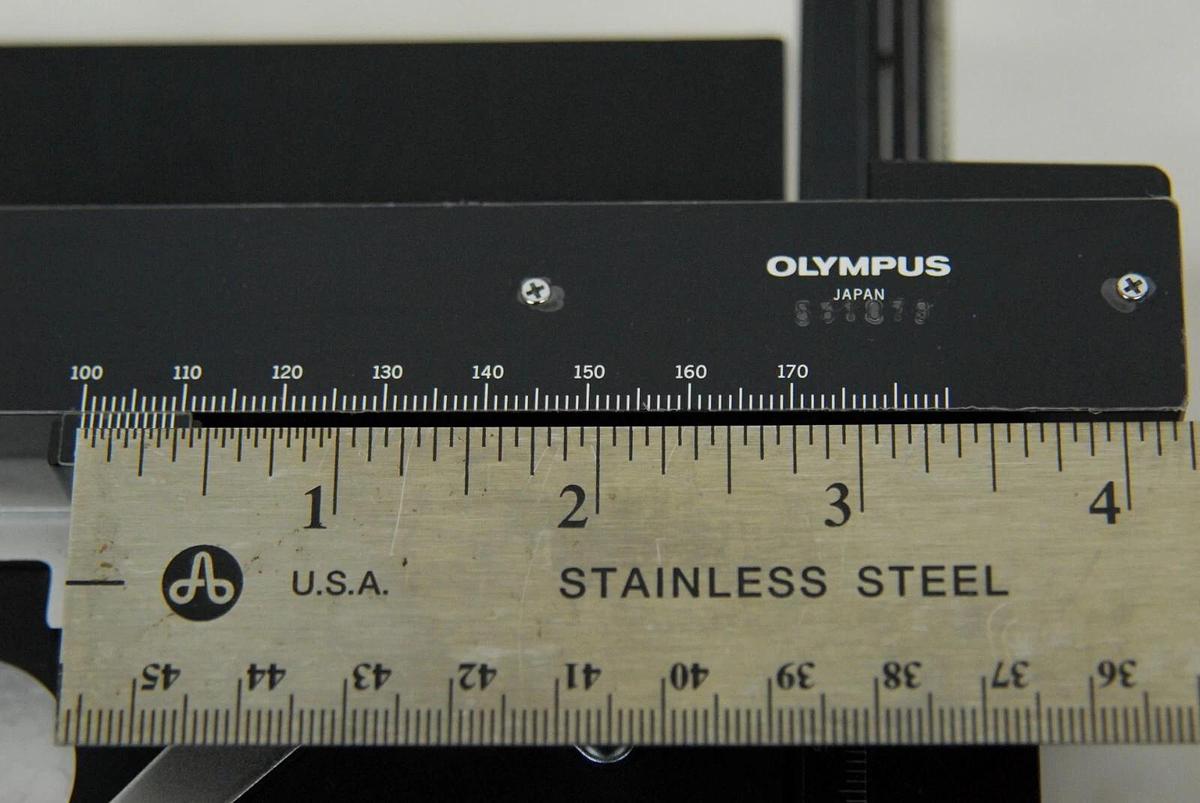 OLYMPUS
JAPAN
100 110 120 130 140 150 160 170
1 2 3 4
U.S.A. STAINLESS STEEL
45 44 43 42 41 40 39 38 37 36